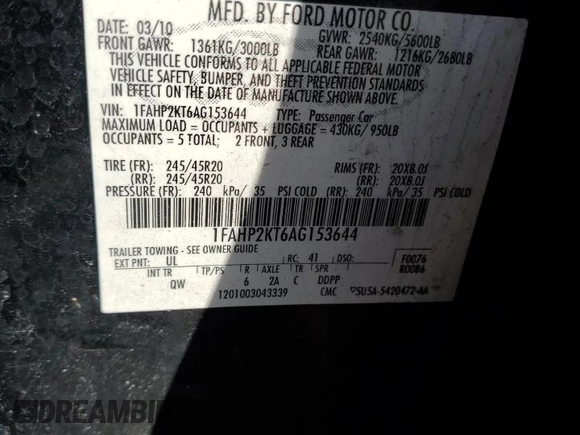 MFD. BY FORD MOTOR CO.
DATE: 03/10 GVWR: 2540KG/5600LB
FRONT GAWR: 1361KG/3000LB REAR GAWR: 1216KG/2680LB
THIS VEHICLE CONFORMS TO ALL APPLICABLE FEDERAL MOTOR
VEHICLE SAFETY, BUMPER, AND THEFT PREVENTION STANDARDS
IN EFFECT ON THE DATE OF MANUFACTURE SHOWN ABOVE.
VIN: 1FAHP2KT6AG153644 TYPE: Passenger Car
MAXIMUM LOAD = OCCUPANTS + LUGGAGE = 430KG/950LB
OCCUPANTS = 5 TOTAL; 2 FRONT, 3 REAR
TIRE (FR): 245/45R20 RIMS (FR): 20X8.0J
(RR): 245/45R20 (RR): 20X8.0J
PRESSURE (FR): 240 kPa/ 35 PSI COLD (RR): 240 kPa/ 35 PSI COLD
1FAHP2KT6AG153644
TRAILER TOWING - SEE OWNER GUIDE
EXT PNT: UL RC: 41 DSO: F0076
INT TR TP/PS R TR SPR R0086
QW 6 2A C DDPP
1201003043339 CMC 5U5A-5420472-AA
DREAMBI